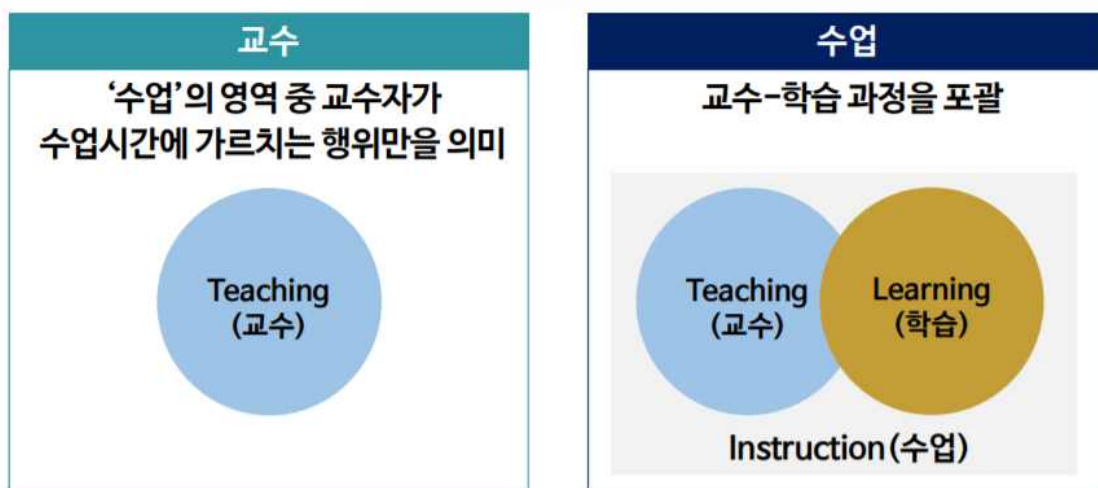 교수
‘수업’의 영역 중 교수자가
수업시간에 가르치는 행위만을 의미
Teaching
(교수)
수업
교수-학습 과정을 포괄
Teaching
(교수)
Learning
(학습)
Instruction(수업)